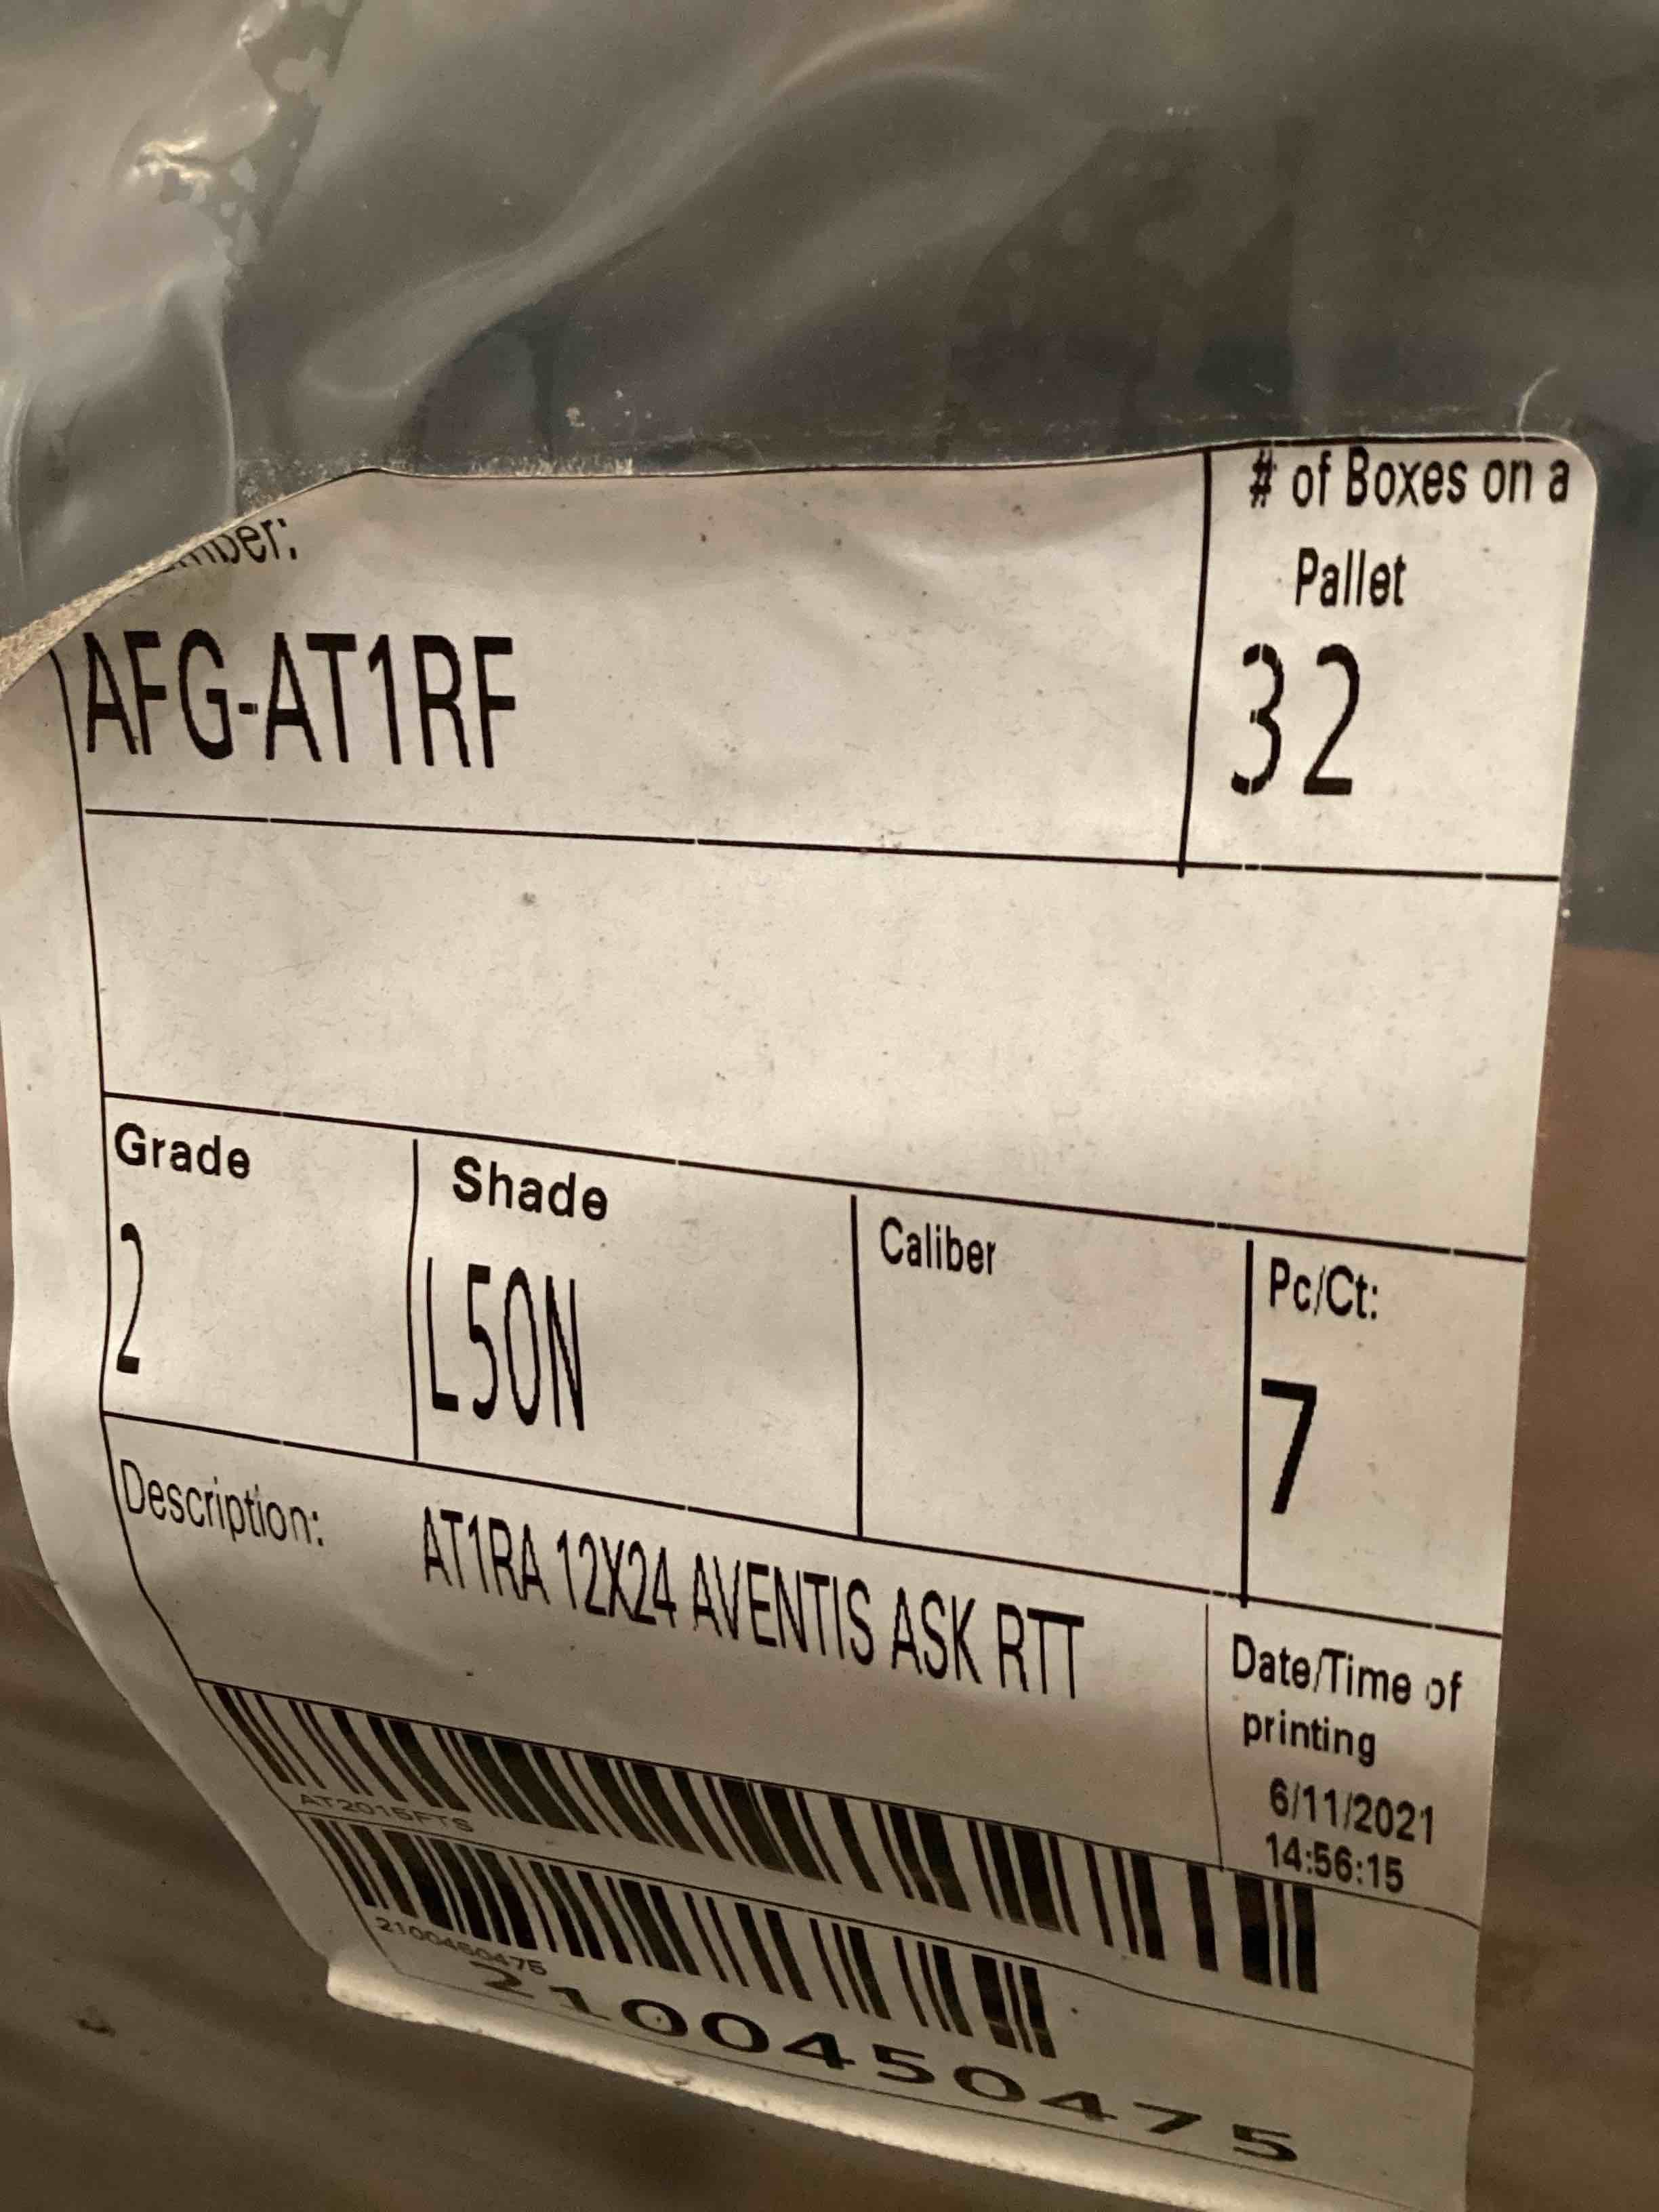 # of Boxes on a
Pallet
AFG-AT1RF
32
Grade
Shade
Caliber
Pc/Ct:
2
L50N
7
Description:
AT1RA 12X24 AVENTIS ASK RTT
Date/Time of
printing
6/11/2021
14:56:15
AT2015FTS
2100450475
2100450475